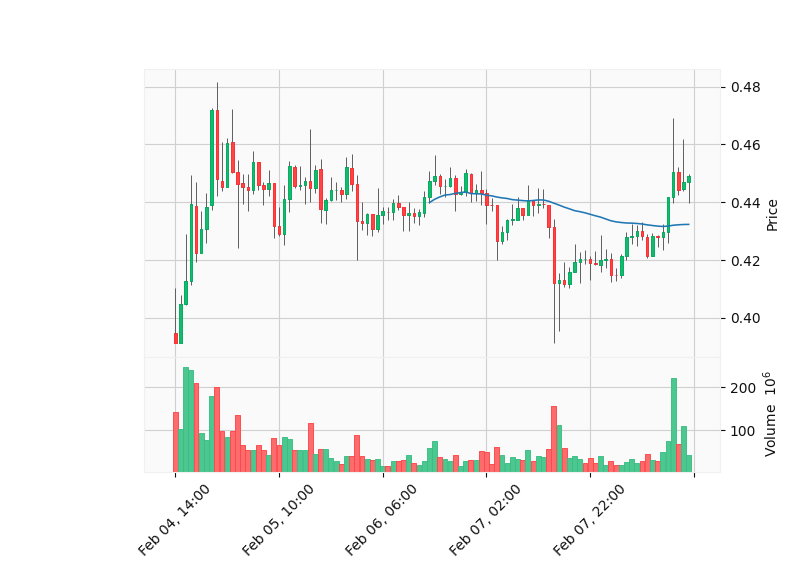 0.48
0.46
0.44
0.42
0.40
Price
200
100
Volume 10^6
Feb 04, 14:00
Feb 05, 10:00
Feb 06, 06:00
Feb 07, 02:00
Feb 07, 22:00